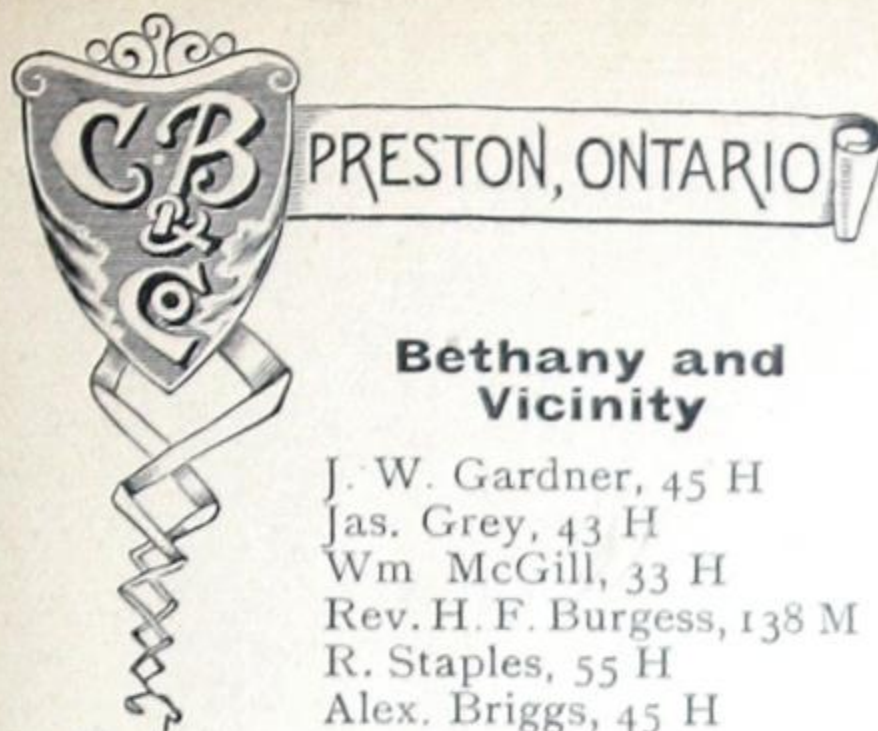 CB
&
Co
PRESTON, ONTARIO
Bethany and
Vicinity
J. W. Gardner, 45 H
Jas. Grey, 43 H
Wm McGill, 33 H
Rev. H. F. Burgess, 138 M
R. Staples, 55 H
Alex. Briggs, 45 H